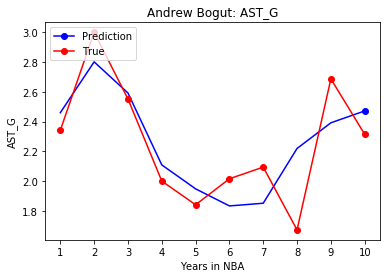 Andrew Bogut: AST_G
Prediction
True
3.0
2.8
2.6
2.4
2.2
2.0
1.8
AST_G
1 2 3 4 5 6 7 8 9 10
Years in NBA